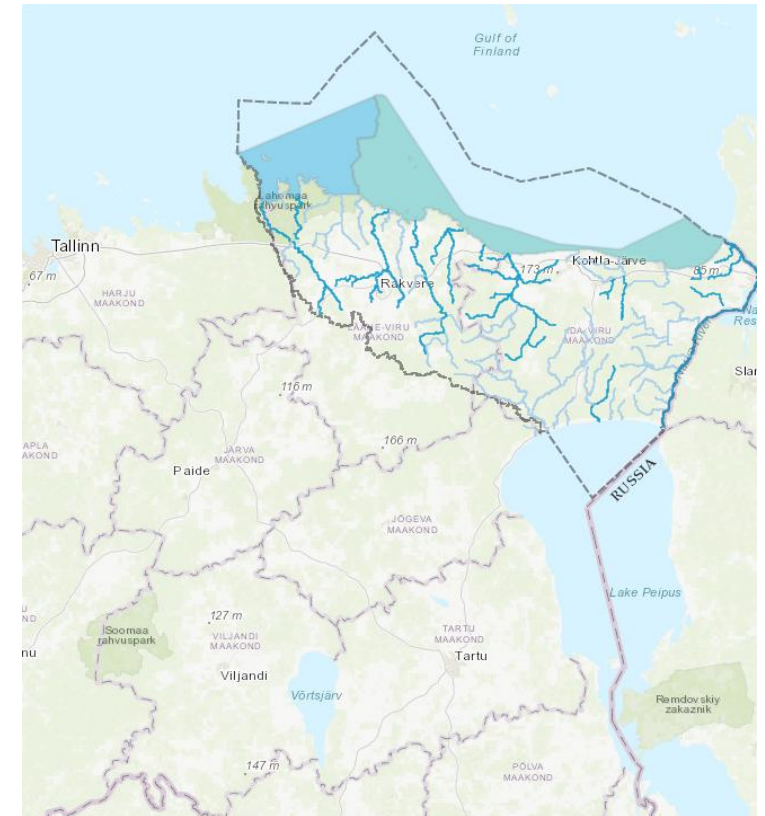 Gulf of
Finland
Lahemaa
rahvuspark
Tallinn
67 m
HARJU
MAAKOND
Rakvere
173 m
Kohtla-Järve
85 m
LÄÄNE-VIRU
MAAKOND
IDA-VIRU
MAAKOND
Slan
116 m
166 m
JÄRVA
MAAKOND
Paide
RUSSIA
JÕGEVA
MAAKOND
Lake Peipus
127 m
Soomaa
rahvuspark
VILJANDI
MAAKOND
TARTU
MAAKOND
Tartu
nu
Viljandi
Võrtsjärv
Remdovskiy
zakaznik
147 m
PÕLVA
MAAKOND